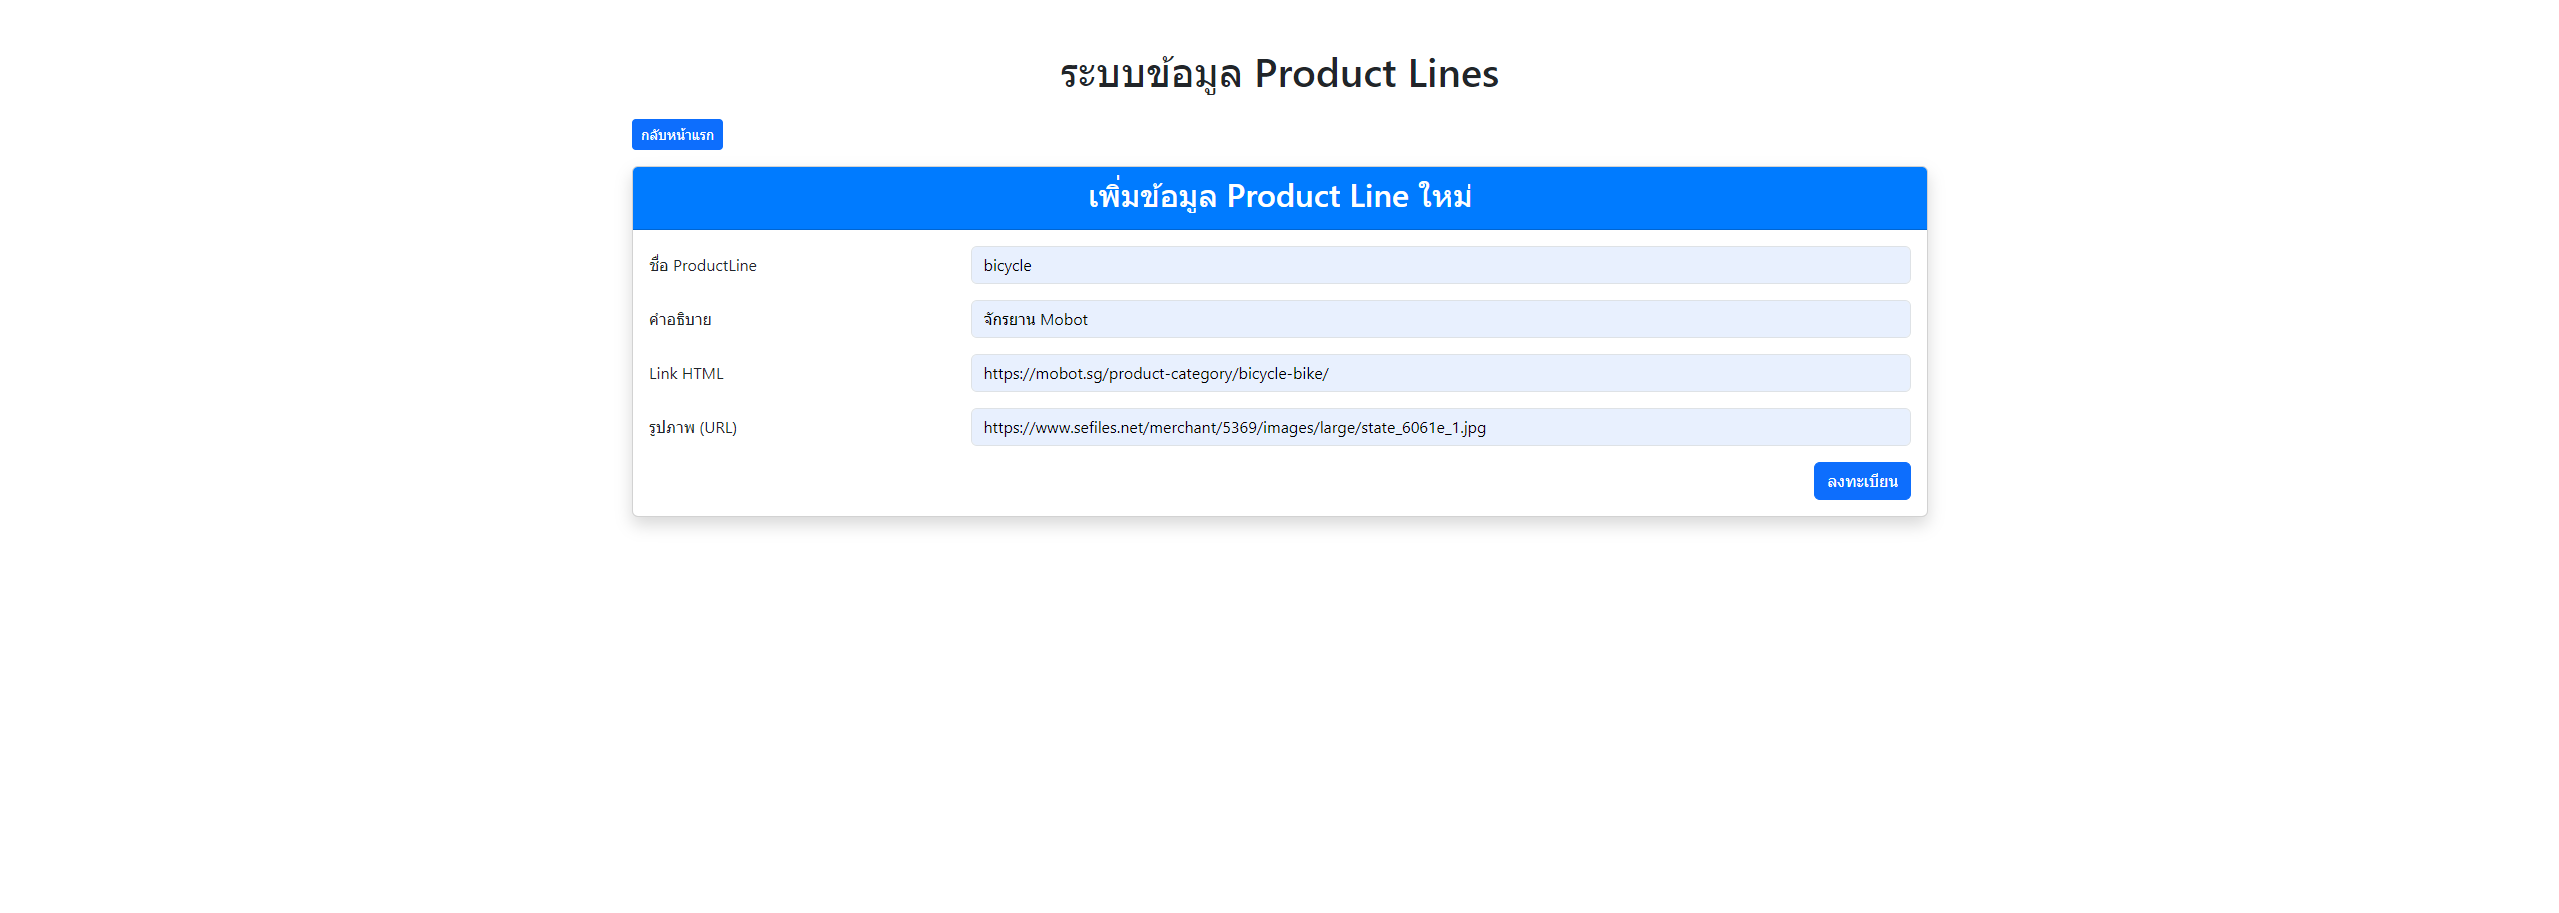 ระบบข้อมูล Product Lines
กลับหน้าแรก
เพิ่มข้อมูล Product Line ใหม่
ชื่อ ProductLine
bicycle
คำอธิบาย
จักรยาน Mobot
Link HTML
https://mobot.sg/product-category/bicycle-bike/
รูปภาพ (URL)
https://www.sefiles.net/merchant/5369/images/large/state_6061e_1.jpg
ลงทะเบียน